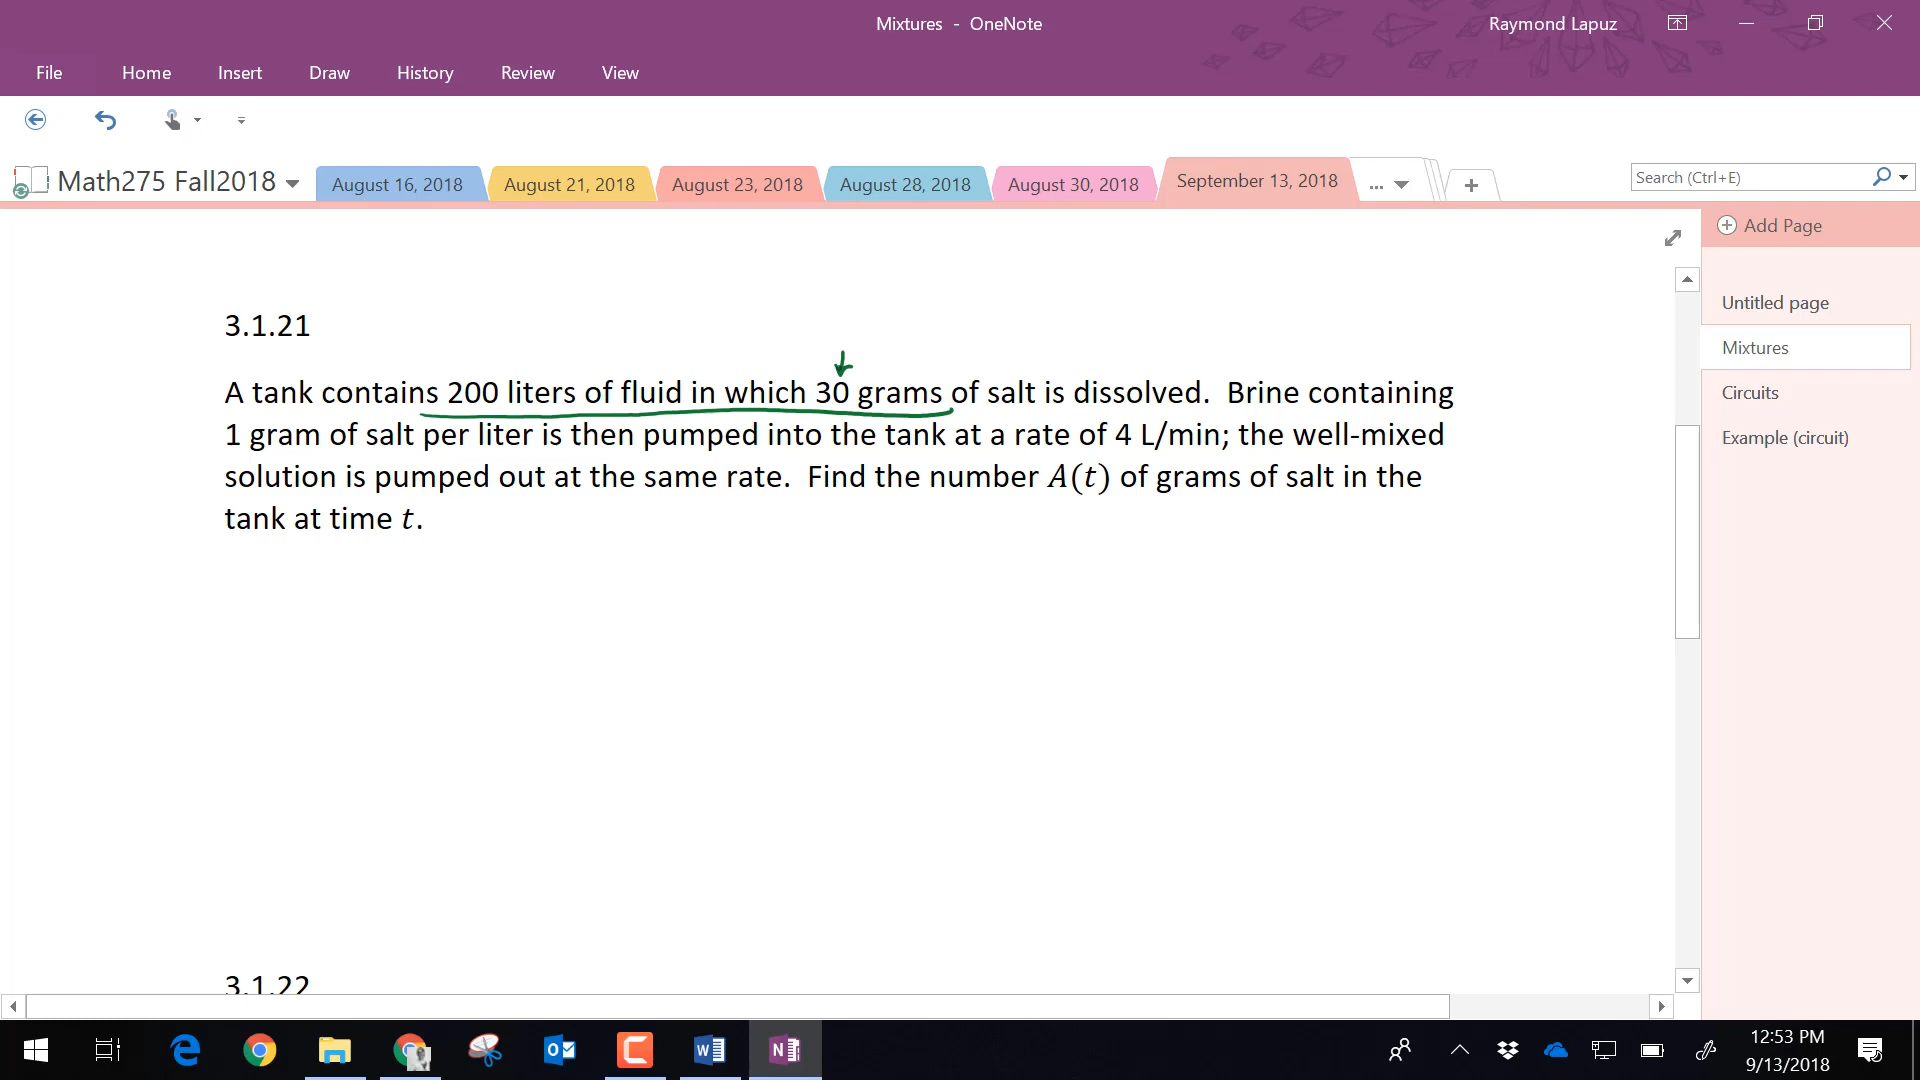 Mixtures - OneNote
Raymond Lapuz
File Home Insert Draw History Review View
Math275 Fall2018
August 16, 2018 August 21, 2018 August 23, 2018 August 28, 2018 August 30, 2018 September 13, 2018 ...
Search (Ctrl+E)
Add Page
Untitled page
Mixtures
Circuits
Example (circuit)
3.1.21
A tank contains 200 liters of fluid in which 30 grams of salt is dissolved. Brine containing
1 gram of salt per liter is then pumped into the tank at a rate of 4 L/min; the well-mixed
solution is pumped out at the same rate. Find the number A(t) of grams of salt in the
tank at time t.
3.1.22
12:53 PM
9/13/2018